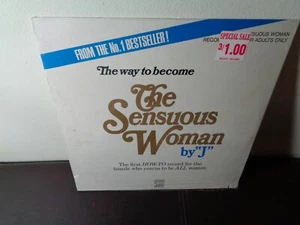 FROM THE No.1 BESTSELLER!
SPECIAL SALE
3/1.00
The way to become
The
Sensuous
Woman
by "J"
The first HOW-TO record for the
female who yearns to be ALL woman